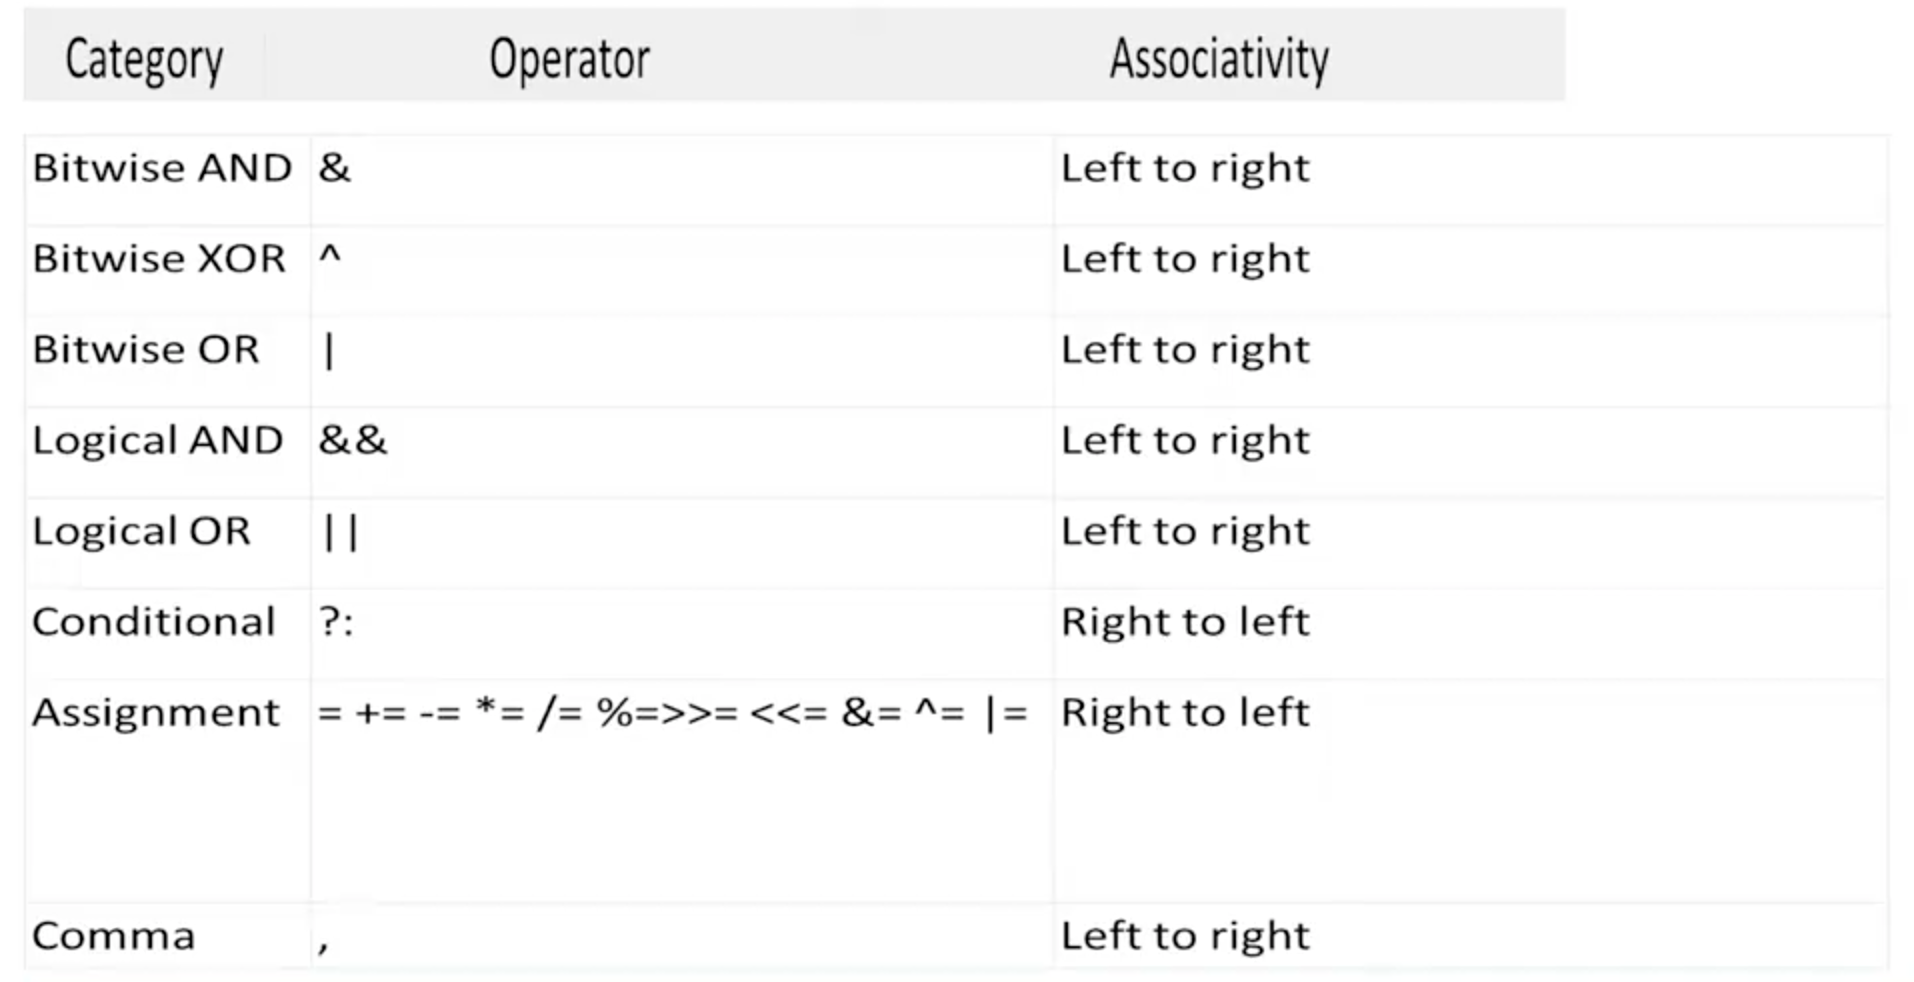 Category Operator Associativity
Bitwise AND & Left to right
Bitwise XOR ^ Left to right
Bitwise OR | Left to right
Logical AND && Left to right
Logical OR || Left to right
Conditional ?: Right to left
Assignment = += -= *= /= %=>>= <<= &= ^= |= Right to left
Comma , Left to right